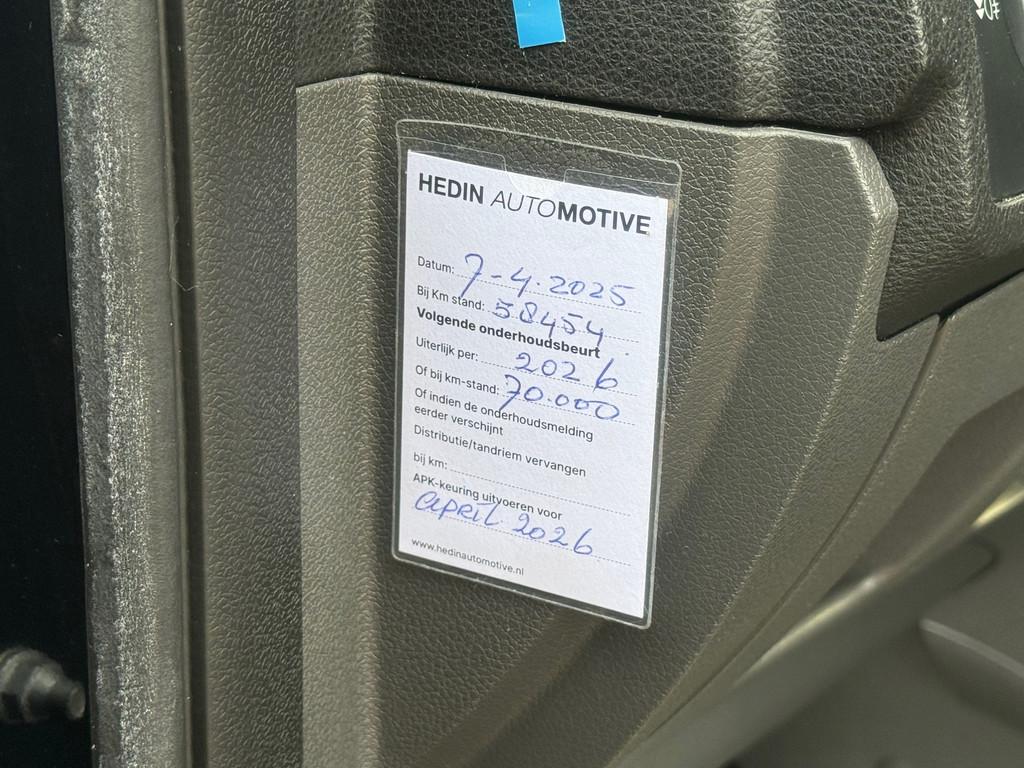 HEDIN AUTOMOTIVE
Datum: 7-4.2025
Bij Km stand: 58454
Volgende onderhoudsbeurt
Uiterlijk per: 2026
Of bij km-stand: 70.000
Of indien de onderhoudsmelding
eerder verschijnt
Distributie/tandriem vervangen
bij km:
APK-keuring uitvoeren voor
APRIL 2026
www.hedinautomotive.nl